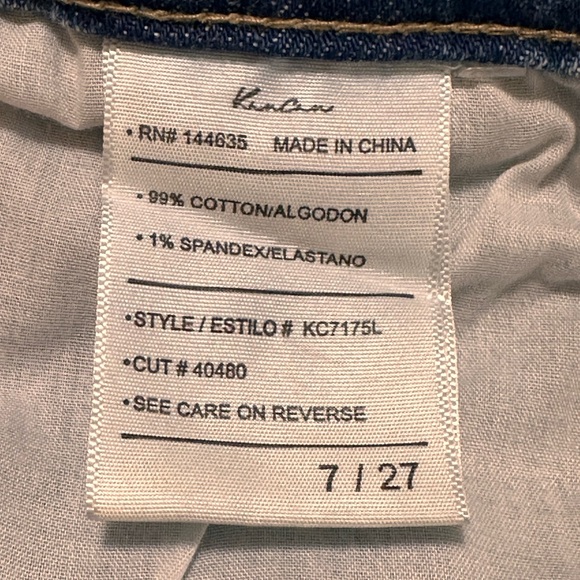 KanCan
• RN# 144635 MADE IN CHINA
• 99% COTTON/ALGODON
• 1% SPANDEX/ELASTANO
•STYLE / ESTILO # KC7175L
•CUT # 40480
•SEE CARE ON REVERSE
7 / 27